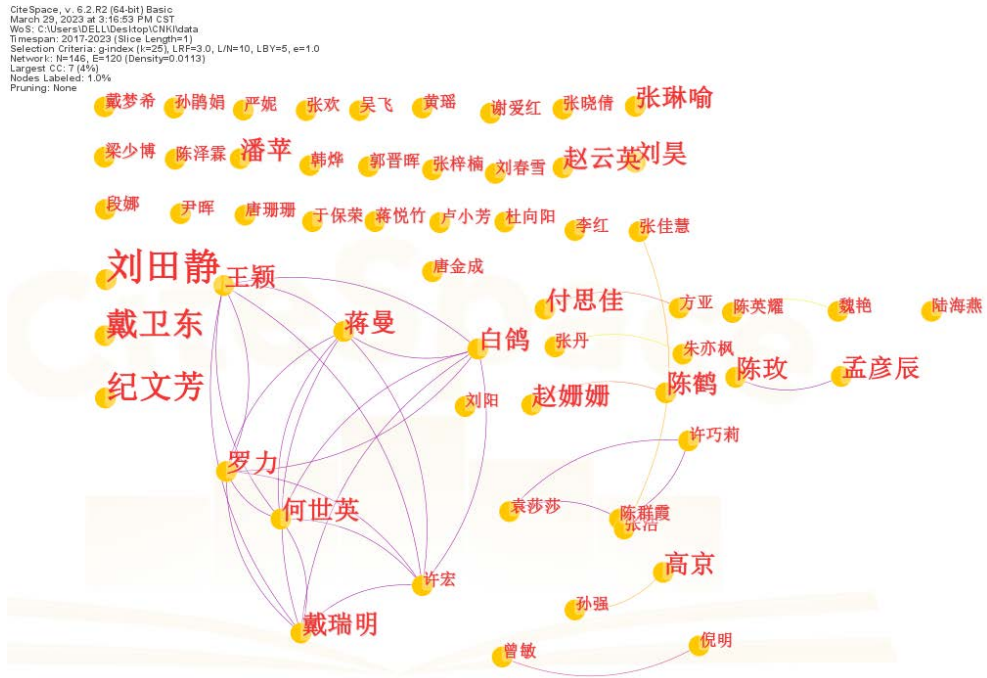 CiteSpace, v. 6.2.R2 (64-bit) Basic
March 29, 2023 at 3:16:53 PM CST
WoS: C:\Users\DELL\Desktop\CNKI\data
Timespan: 2017-2023 (Slice Length=1)
Selection Criteria: g-index (k=25), LRF=3.0, L/N=10, LBY=5, e=1.0
Network: N=146, E=120 (Density=0.0113)
Largest CC: 7 (4%)
Nodes Labeled: 1.0%
Pruning: None
戴梦希 孙鹃娟 严妮 张欢 吴飞 黄瑶 谢爱红 张晓倩 张琳喻
梁少博 陈泽霖 潘苹 韩烨 郭晋晖 张梓楠 刘春雪 赵云英 刘昊
段娜 尹晖 唐珊珊 于保荣 蒋悦竹 卢小芳 杜向阳 李红 张佳慧
刘田静 王颖 唐金成
付思佳 方亚 陈英耀 魏艳 陆海燕
戴卫东 蒋曼 白鸽 张丹 朱亦枫
陈玫 孟彦辰
纪文芳 刘阳 赵姗姗 陈鹤
许巧莉
罗力
何世英 袁莎莎 陈群霞
张浩
许宏 高京
孙强
戴瑞明
曾敏 倪明